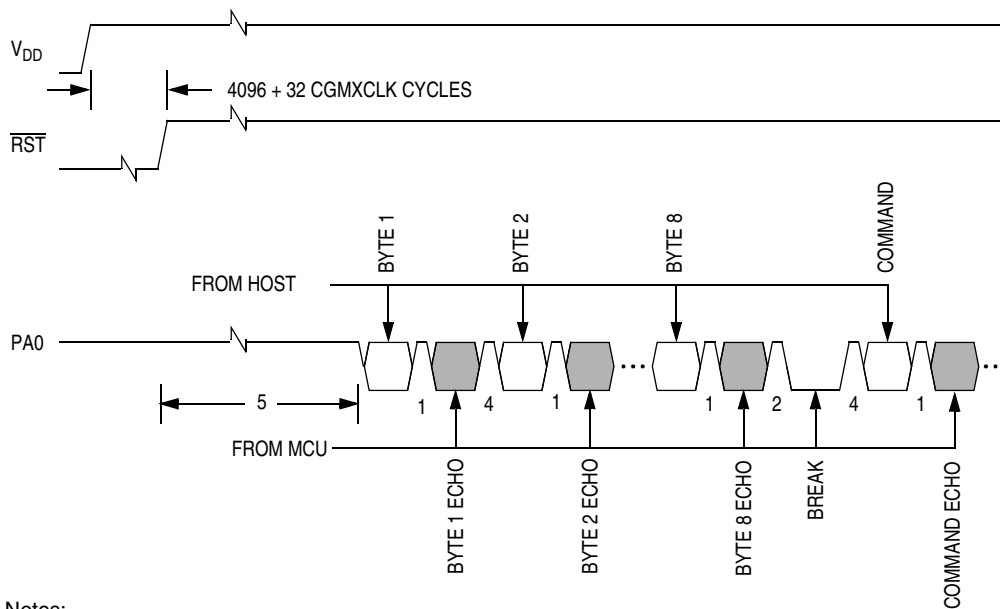 VDD
4096 + 32 CGMXCLK CYCLES
RST
BYTE 1
BYTE 2
BYTE 8
COMMAND
FROM HOST
PA0
...
...
1
4
1
1
2
4
1
5
FROM MCU
BYTE 1 ECHO
BYTE 2 ECHO
BYTE 8 ECHO
BREAK
COMMAND ECHO
Notes: